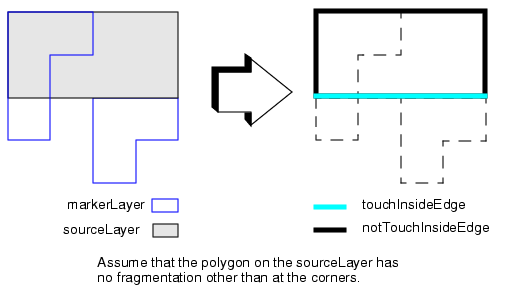 markerLayer
sourceLayer
touchInsideEdge
notTouchInsideEdge
Assume that the polygon on the sourceLayer has
no fragmentation other than at the corners.